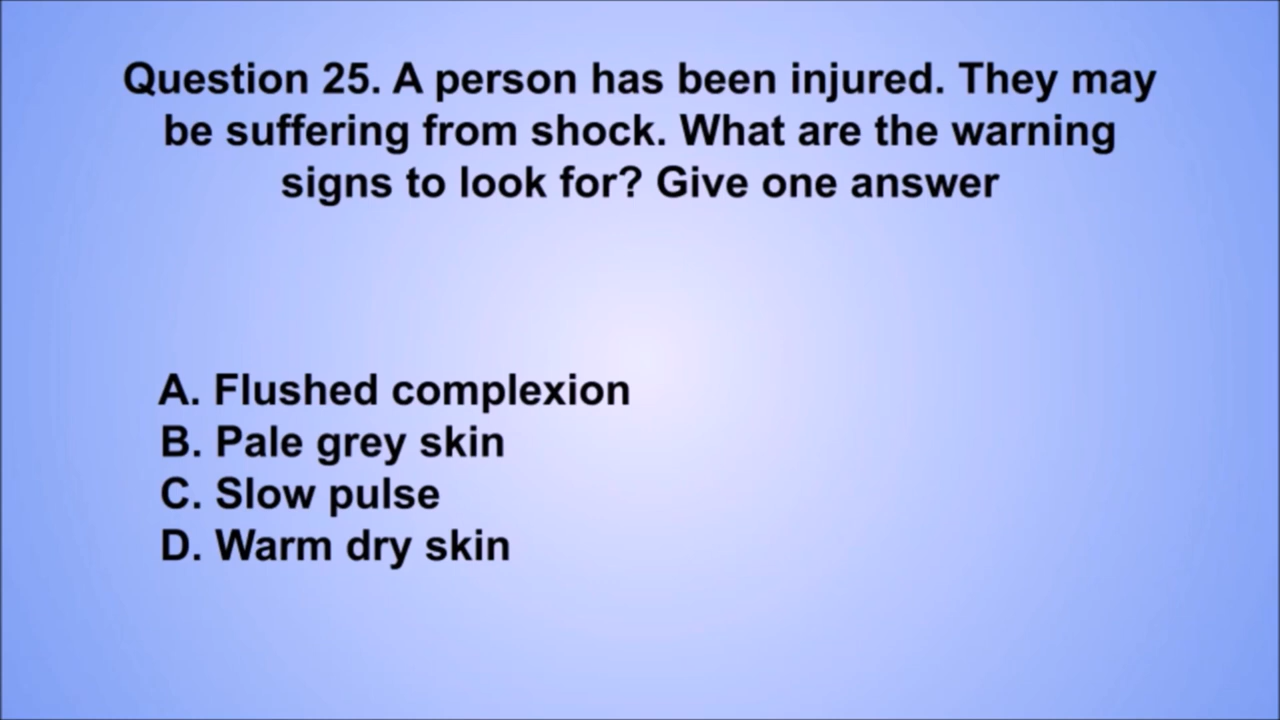 Question 25. A person has been injured. They may
be suffering from shock. What are the warning
signs to look for? Give one answer
A. Flushed complexion
B. Pale grey skin
C. Slow pulse
D. Warm dry skin